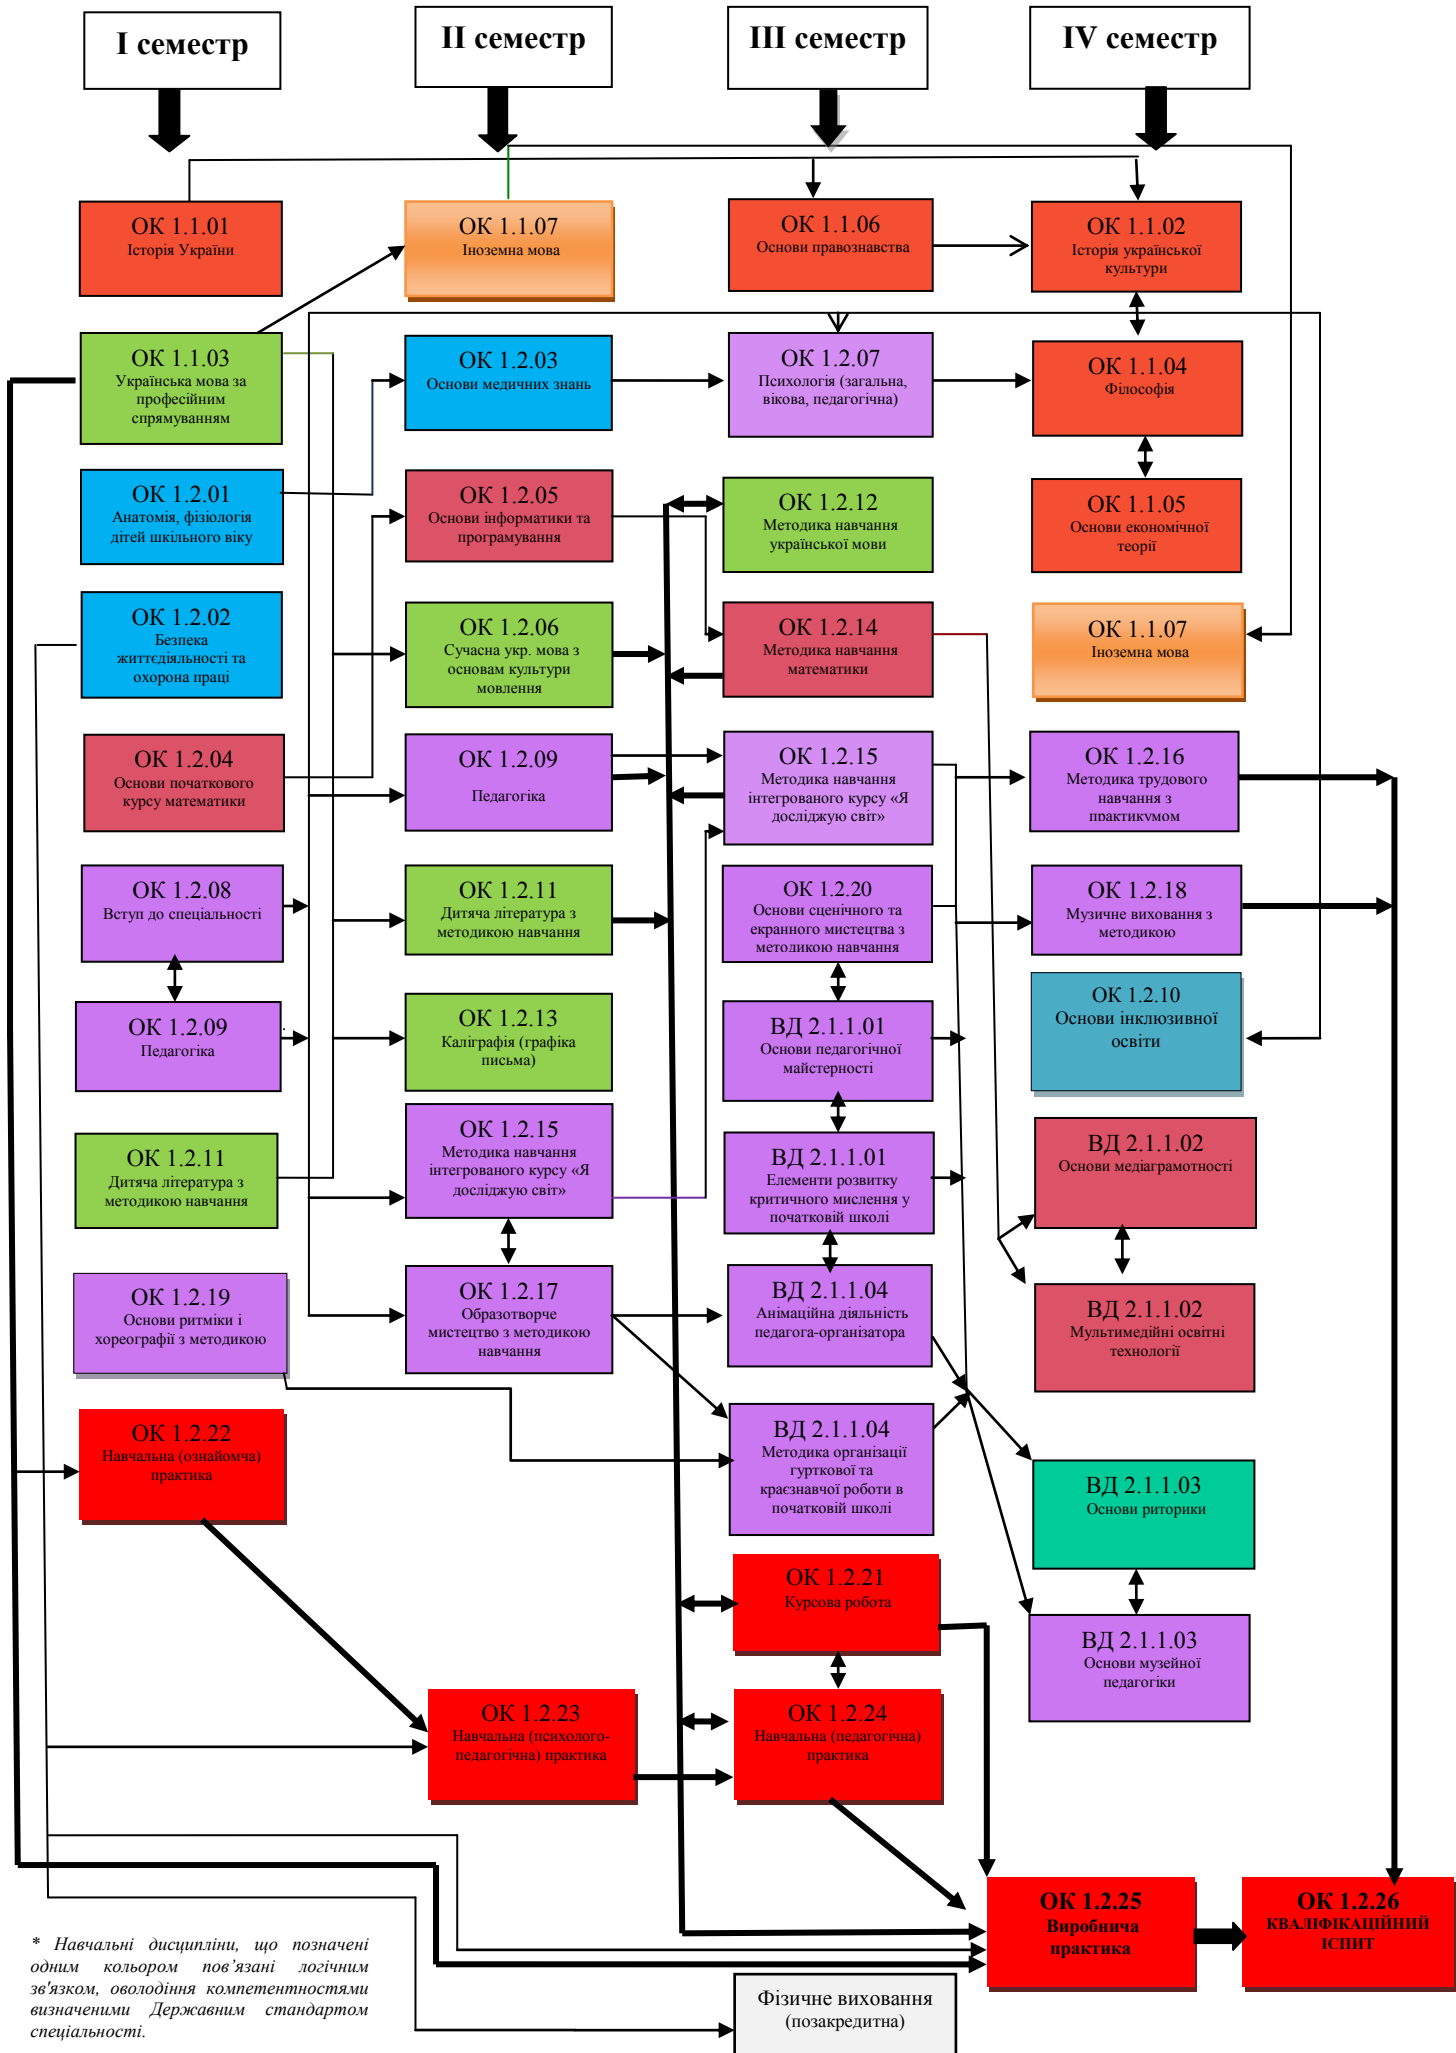 I семестр
II семестр
III семестр
IV семестр
ОК 1.1.01
Історія України
ОК 1.1.07
Іноземна мова
ОК 1.1.06
Основи правознавства
ОК 1.1.02
Історія української
культури
ОК 1.1.03
Українська мова за
професійним
спрямуванням
ОК 1.2.03
Основи медичних знань
ОК 1.2.07
Психологія (загальна,
вікова, педагогічна)
ОК 1.1.04
Філософія
ОК 1.2.01
Анатомія, фізіологія
дітей шкільного віку
ОК 1.2.05
Основи інформатики та
програмування
ОК 1.2.12
Методика навчання
української мови
ОК 1.1.05
Основи економічної
теорії
ОК 1.2.02
Безпека
життєдіяльності та
охорона праці
ОК 1.2.06
Сучасна укр. мова з
основам культури
мовлення
ОК 1.2.14
Методика навчання
математики
ОК 1.1.07
Іноземна мова
ОК 1.2.04
Основи початкового
курсу математики
ОК 1.2.09
Педагогіка
ОК 1.2.15
Методика навчання
інтегрованого курсу «Я
досліджую світ»
ОК 1.2.16
Методика трудового
навчання з
практикумом
ОК 1.2.08
Вступ до спеціальності
ОК 1.2.11
Дитяча література з
методикою навчання
ОК 1.2.20
Основи сценічного та
екранного мистецтва з
методикою навчання
ОК 1.2.18
Музичне виховання з
методикою
ОК 1.2.09
Педагогіка
ОК 1.2.13
Каліграфія (графіка
письма)
ВД 2.1.1.01
Основи педагогічної
майстерності
ОК 1.2.10
Основи інклюзивної
освіти
ОК 1.2.11
Дитяча література з
методикою навчання
ОК 1.2.15
Методика навчання
інтегрованого курсу «Я
досліджую світ»
ВД 2.1.1.01
Елементи розвитку
критичного мислення у
початковій школі
ВД 2.1.1.02
Основи медіаграмотності
ОК 1.2.19
Основи ритміки і
хореографії з методикою
ОК 1.2.17
Образотворче
мистецтво з методикою
навчання
ВД 2.1.1.04
Анімаційна діяльність
педагога-організатора
ВД 2.1.1.02
Мультимедійні освітні
технології
ОК 1.2.22
Навчальна (ознайомча)
практика
ВД 2.1.1.04
Методика організації
гурткової та
краєзнавчої роботи в
початковій школі
ВД 2.1.1.03
Основи риторики
ОК 1.2.21
Курсова робота
ВД 2.1.1.03
Основи музейної
педагогіки
ОК 1.2.23
Навчальна (психолого-
педагогічна) практика
ОК 1.2.24
Навчальна (педагогічна)
практика
ОК 1.2.25
Виробнича
практика
ОК 1.2.26
КВАЛІФІКАЦІЙНИЙ
ІСПИТ
* Навчальні дисципліни, що позначені
одним кольором пов’язані логічним
зв'язком, оволодіння компетентностями
визначеними Державним стандартом
спеціальності.
Фізичне виховання
(позакредитна)